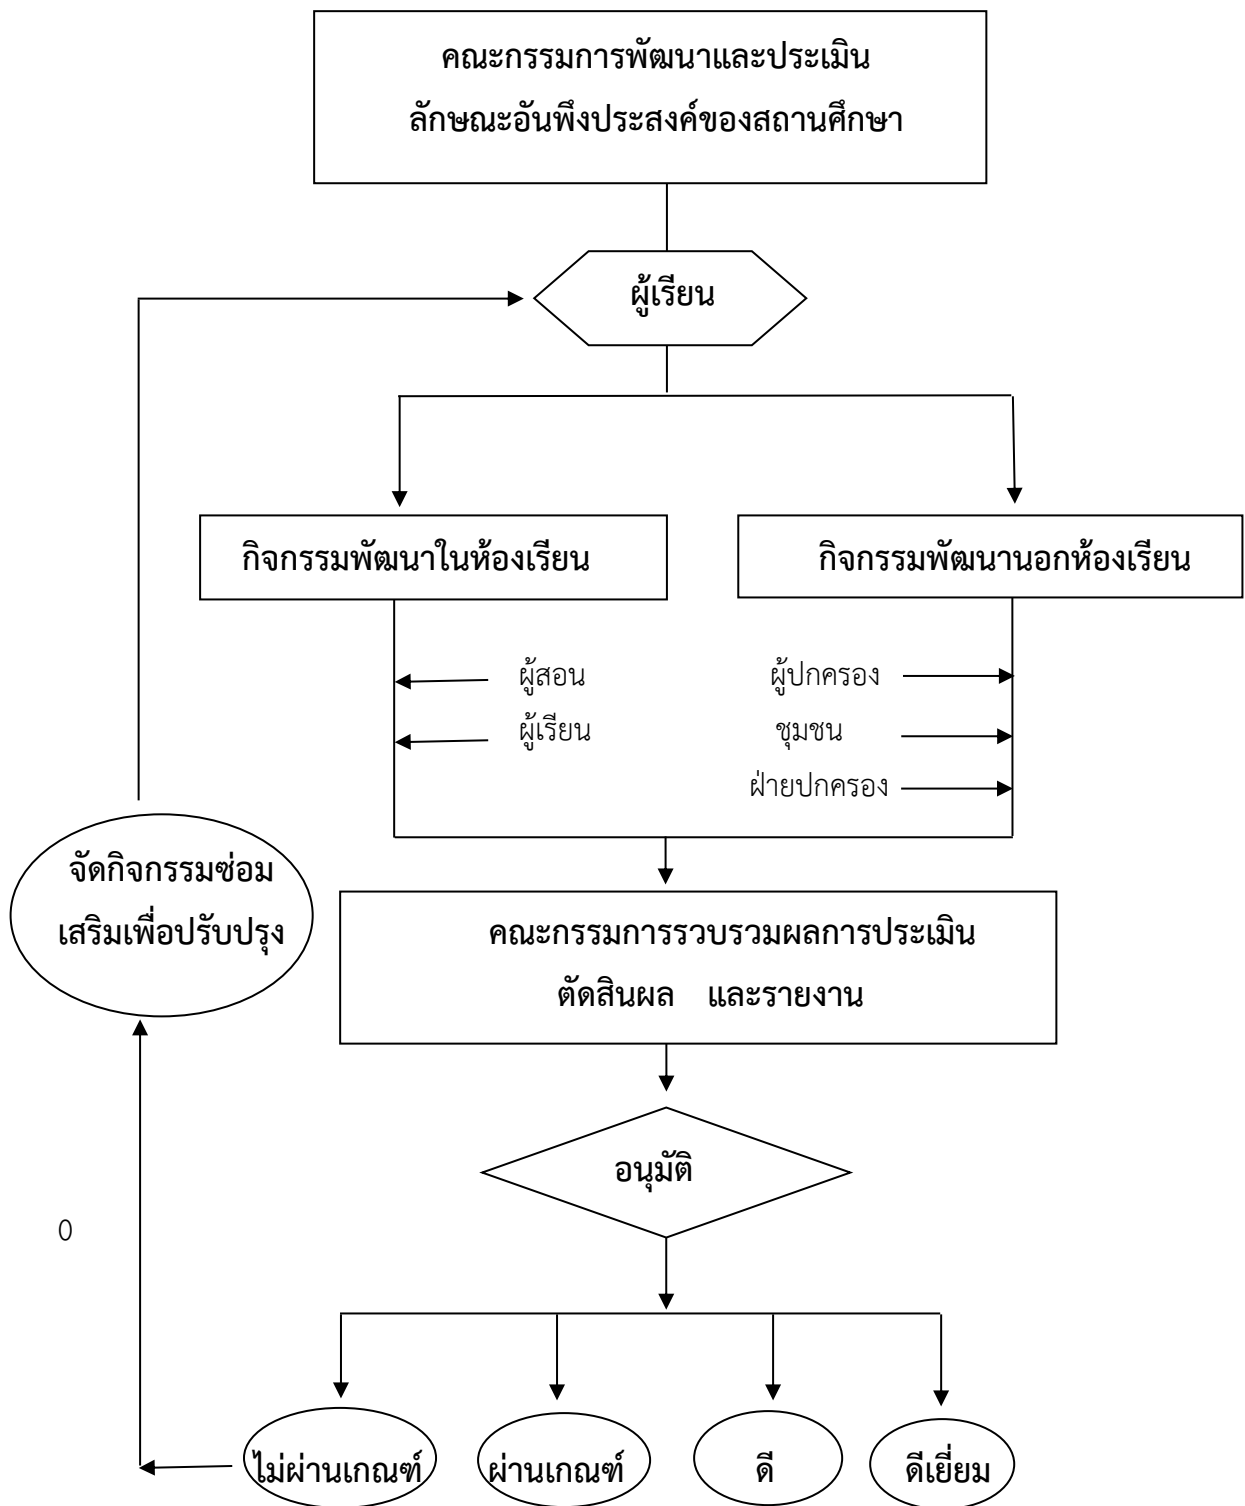 คณะกรรมการพัฒนาและประเมิน
ลักษณะอันพึงประสงค์ของสถานศึกษา
ผู้เรียน
กิจกรรมพัฒนาในห้องเรียน
กิจกรรมพัฒนานอกห้องเรียน
ผู้สอน
ผู้ปกครอง
ผู้เรียน
ชุมชน
ฝ่ายปกครอง
จัดกิจกรรมซ่อม
เสริมเพื่อปรับปรุง
คณะกรรมการรวบรวมผลการประเมิน
ตัดสินผล และรายงาน
อนุมัติ
0
ไม่ผ่านเกณฑ์
ผ่านเกณฑ์
ดี
ดีเยี่ยม